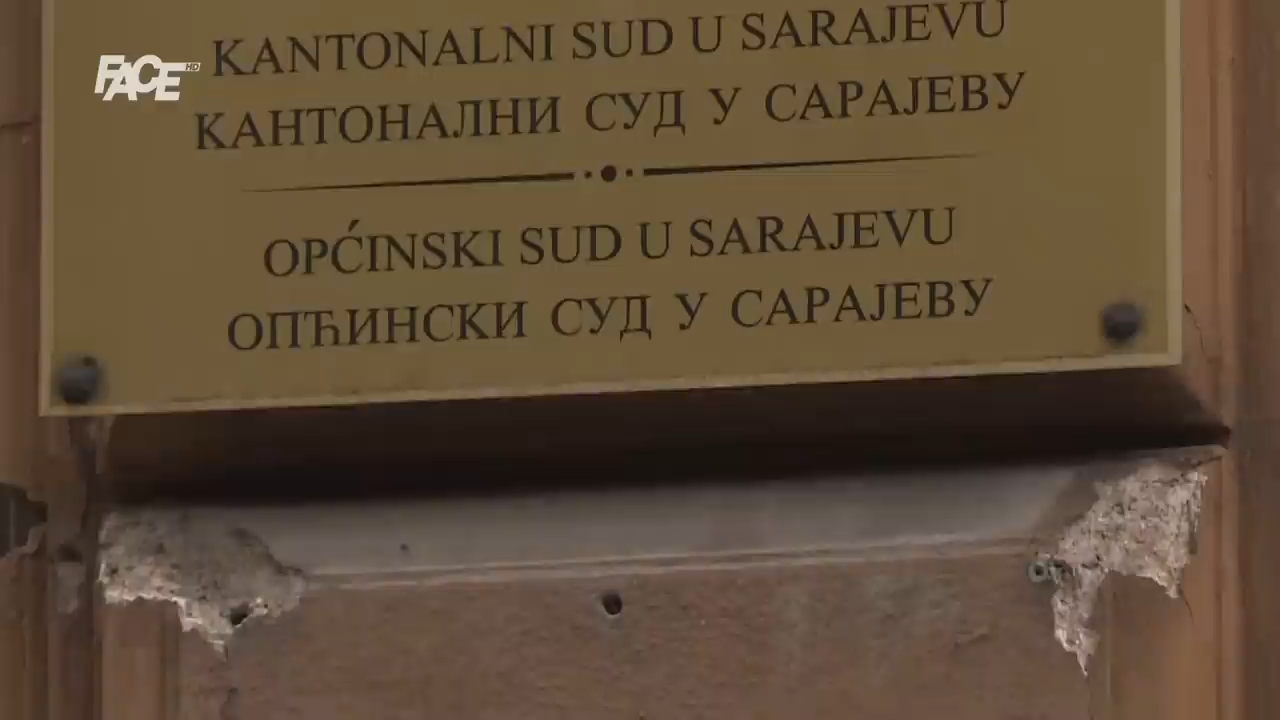 FACE HD
KANTONALNI SUD U SARAJEVU
КАНТОНАЛНИ СУД У САРАЈЕВУ
OPĆINSKI SUD U SARAJEVU
ОПЋИНСКИ СУД У САРАЈЕВУ